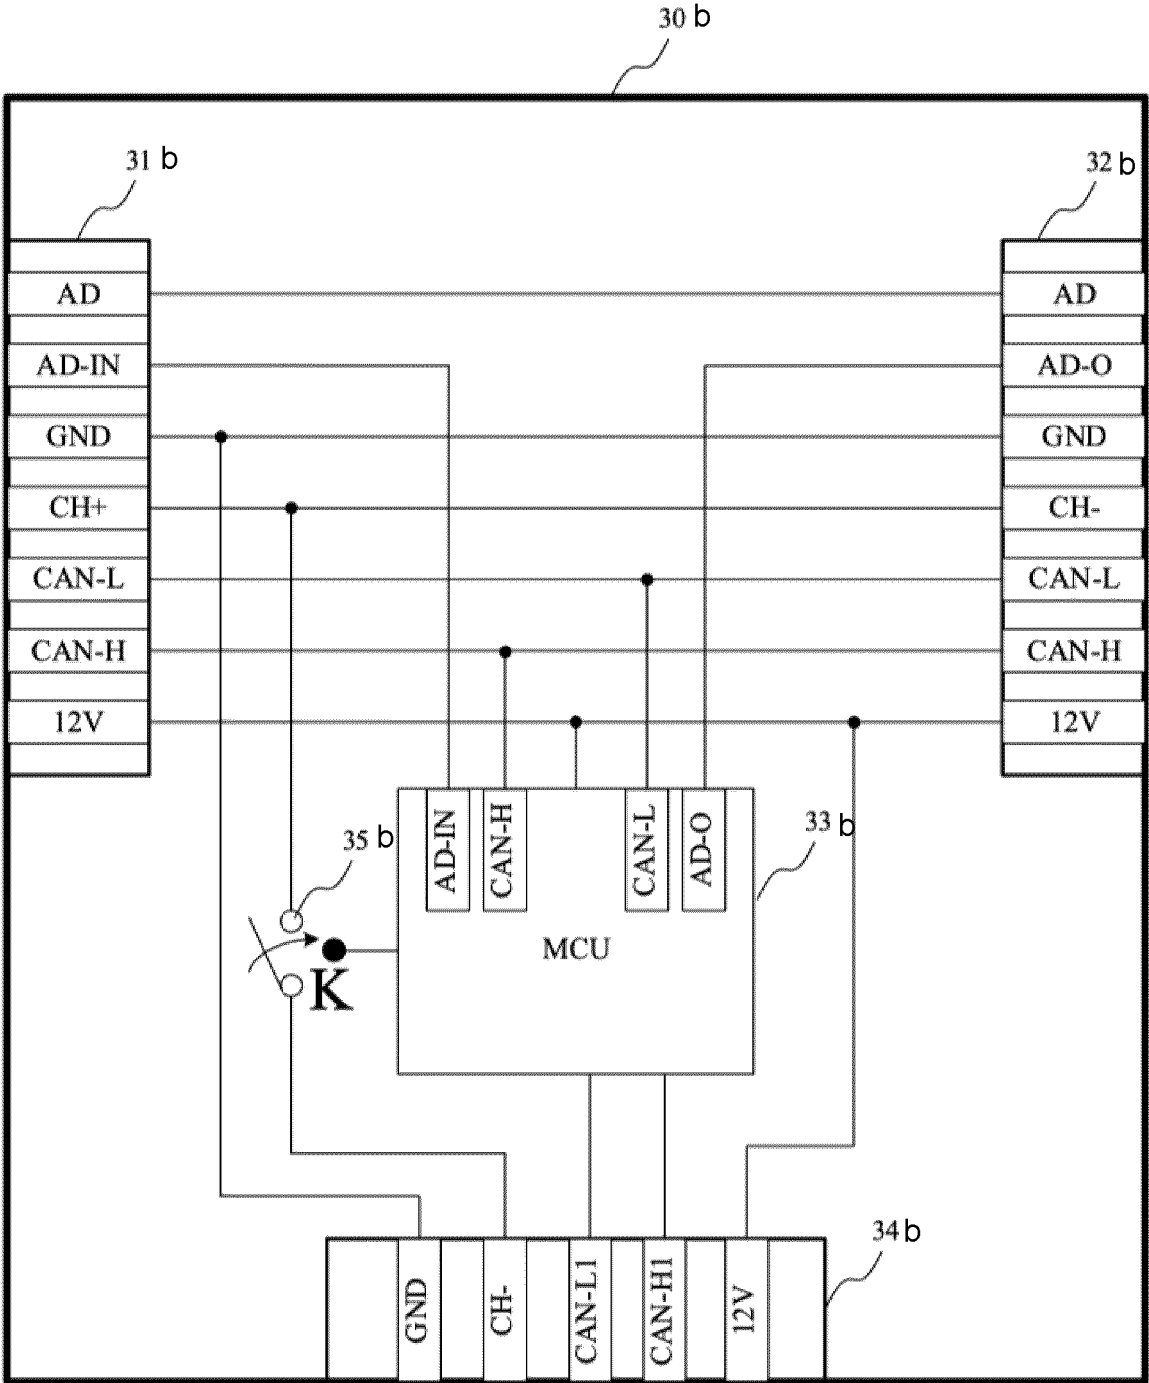 30 b
31 b
32 b
AD
AD
AD-IN
AD-O
GND
GND
CH+
CH-
CAN-L
CAN-L
CAN-H
CAN-H
12V
12V
AD-IN
CAN-H
CAN-L
AD-O
33 b
35 b
MCU
K
34 b
GND
CH-
CAN-L1
CAN-H1
12V